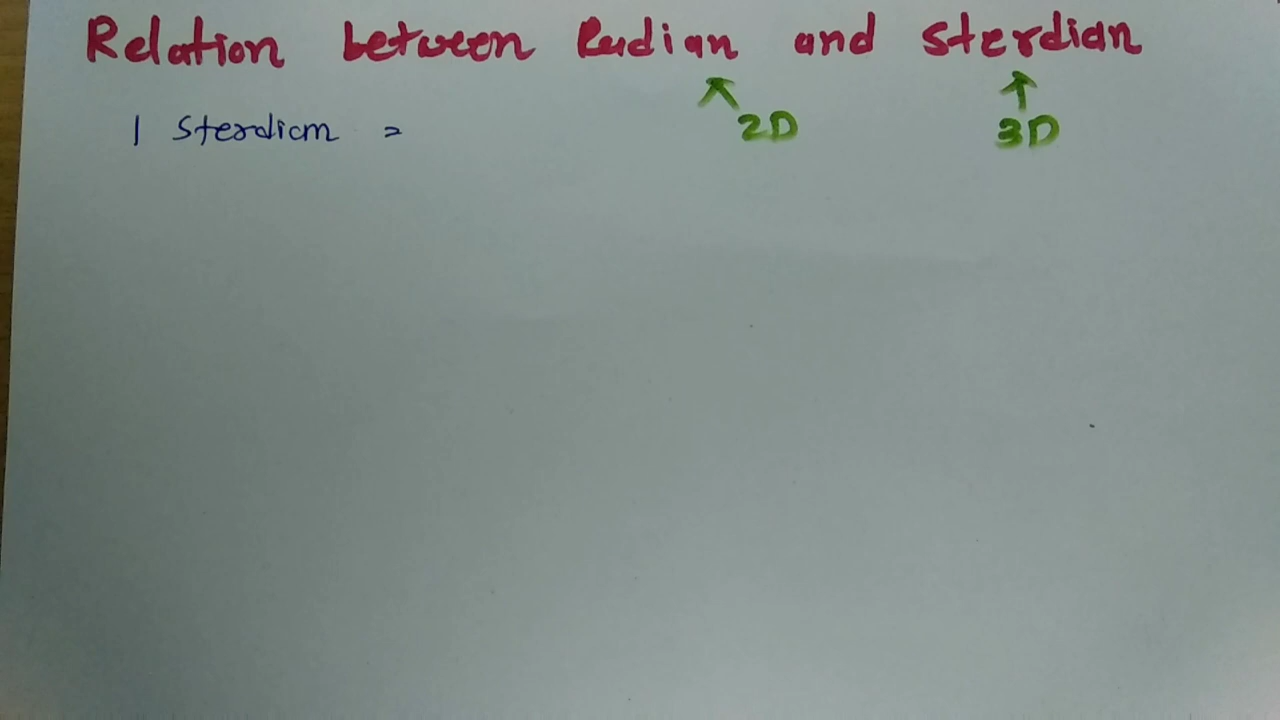 Relation between Radian and Sterdian
2D 3D
1 Sterdian =